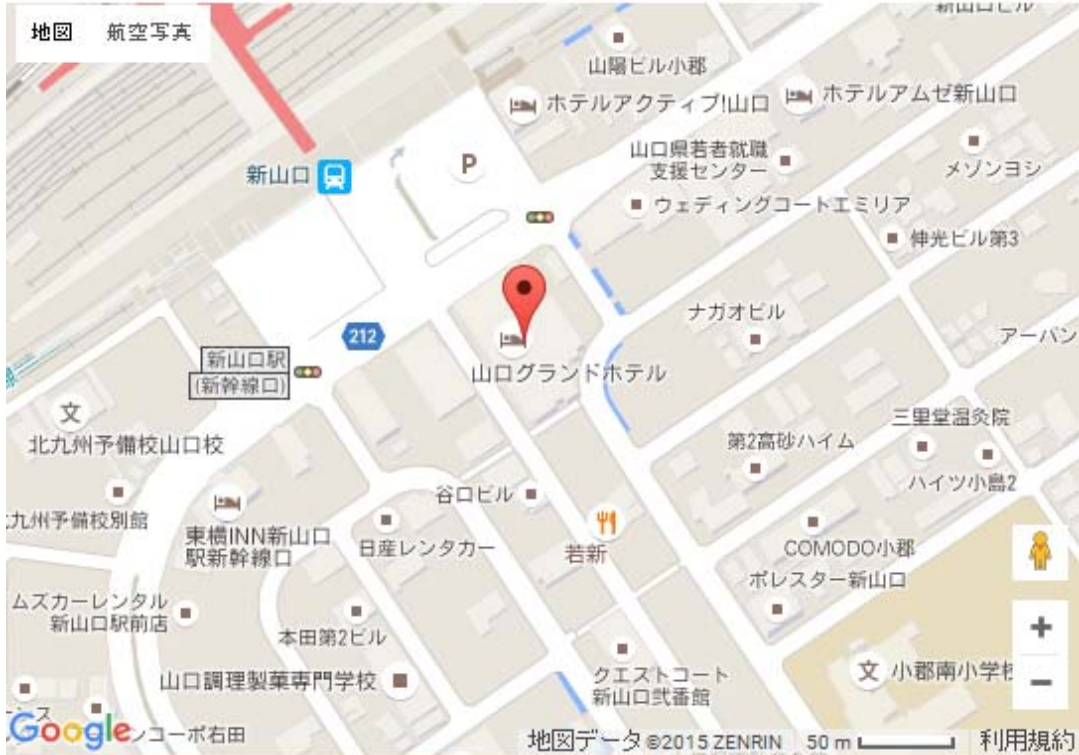 地図 航空写真
新山口ビル
山陽ビル小郡
ホテルアクティブ!山口
ホテルアムゼ新山口
山口県若者就職
支援センター
メゾンヨシ
新山口
P
ウェディングコートエミリア
伸光ビル第3
ナガオビル
アーバン
212
新山口駅
(新幹線口)
山口グランドホテル
文
北九州予備校山口校
三里堂温灸院
第2高砂ハイム
ハイツ小島2
谷口ビル
九州予備校別館
東横INN新山口
駅新幹線口
日産レンタカー
若新
COMODO小郡
ポレスター新山口
ムズカーレンタル
新山口駅前店
本田第2ビル
山口調理製菓専門学校
クエストコート
新山口弐番館
文
小郡南小学校
+
−
ンコーポ右田
Google
地図データ ©2015 ZENRIN
50 m
利用規約